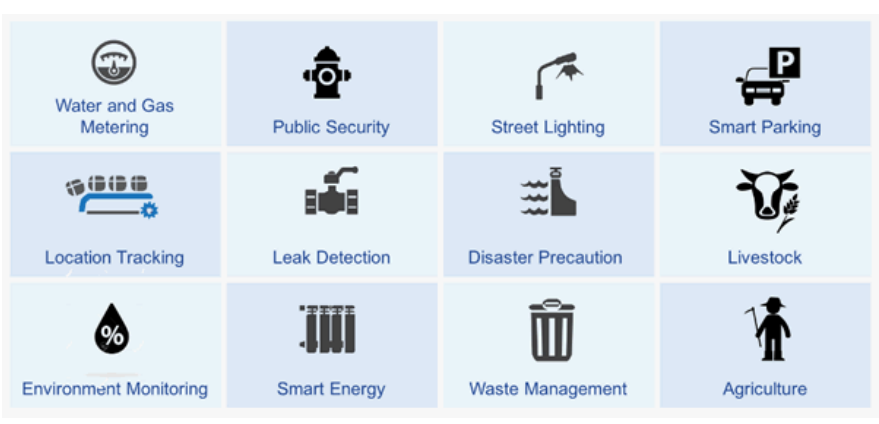 Water and Gas
Metering
Public Security
Street Lighting
P
Smart Parking
Location Tracking
Leak Detection
Disaster Precaution
Livestock
%
Environment Monitoring
Smart Energy
Waste Management
Agriculture